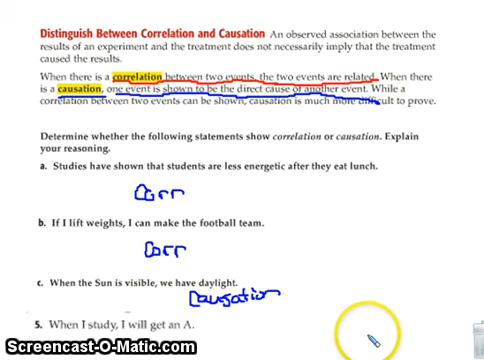 Distinguish Between Correlation and Causation An observed association between the
results of an experiment and the treatment does not necessarily imply that the treatment
caused the results.
When there is a correlation between two events, the two events are related. When there
is a causation, one event is shown to be the direct cause of another event. While a
correlation between two events can be shown, causation is much more difficult to prove.
Determine whether the following statements show correlation or causation. Explain
your reasoning.
a. Studies have shown that students are less energetic after they eat lunch.
Corr
b. If I lift weights, I can make the football team.
Corr
c. When the Sun is visible, we have daylight.
Causation
5. When I study, I will get an A.
Screencast-O-Matic.com